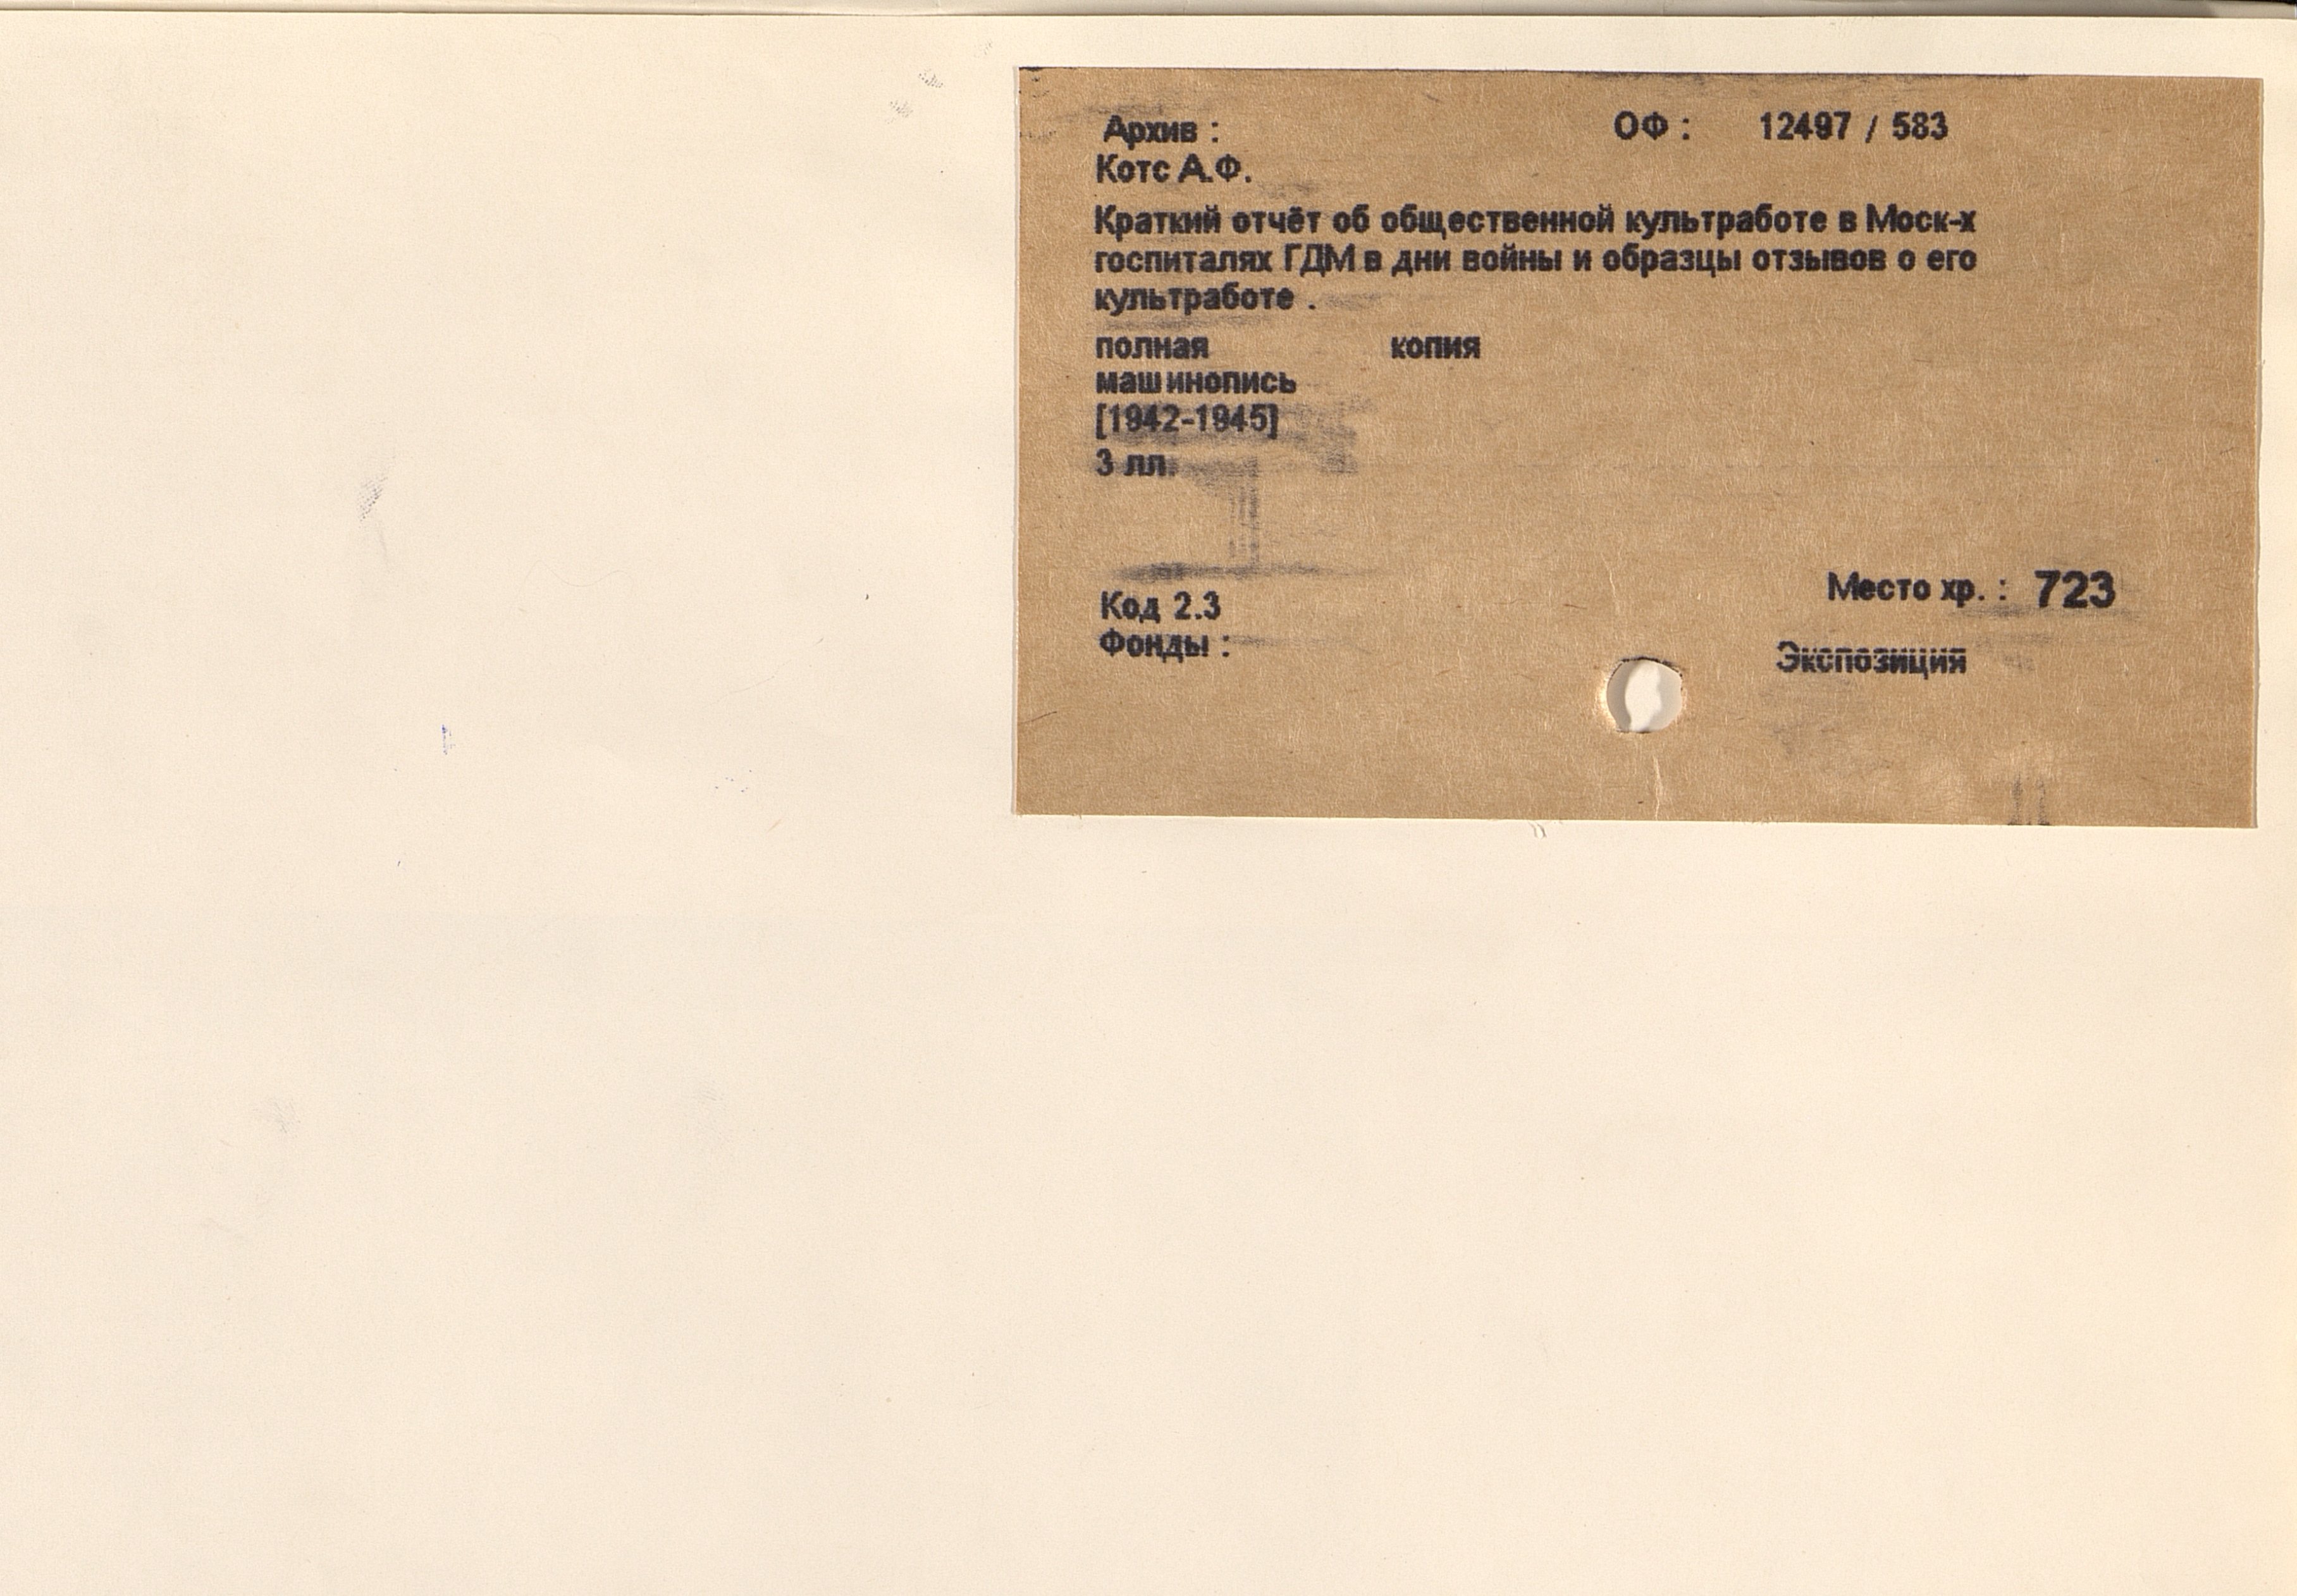 Архив : ОФ : 12497 / 583
Котс А.Ф.
Краткий отчёт об общественной культработе в Моск-х
госпиталях ГДМ в дни войны и образцы отзывов о его
культработе .
полная копия
машинопись
[1942-1945]
3 лл.
Место хр. : 723
Код 2.3
Фонды :
Экспозиция